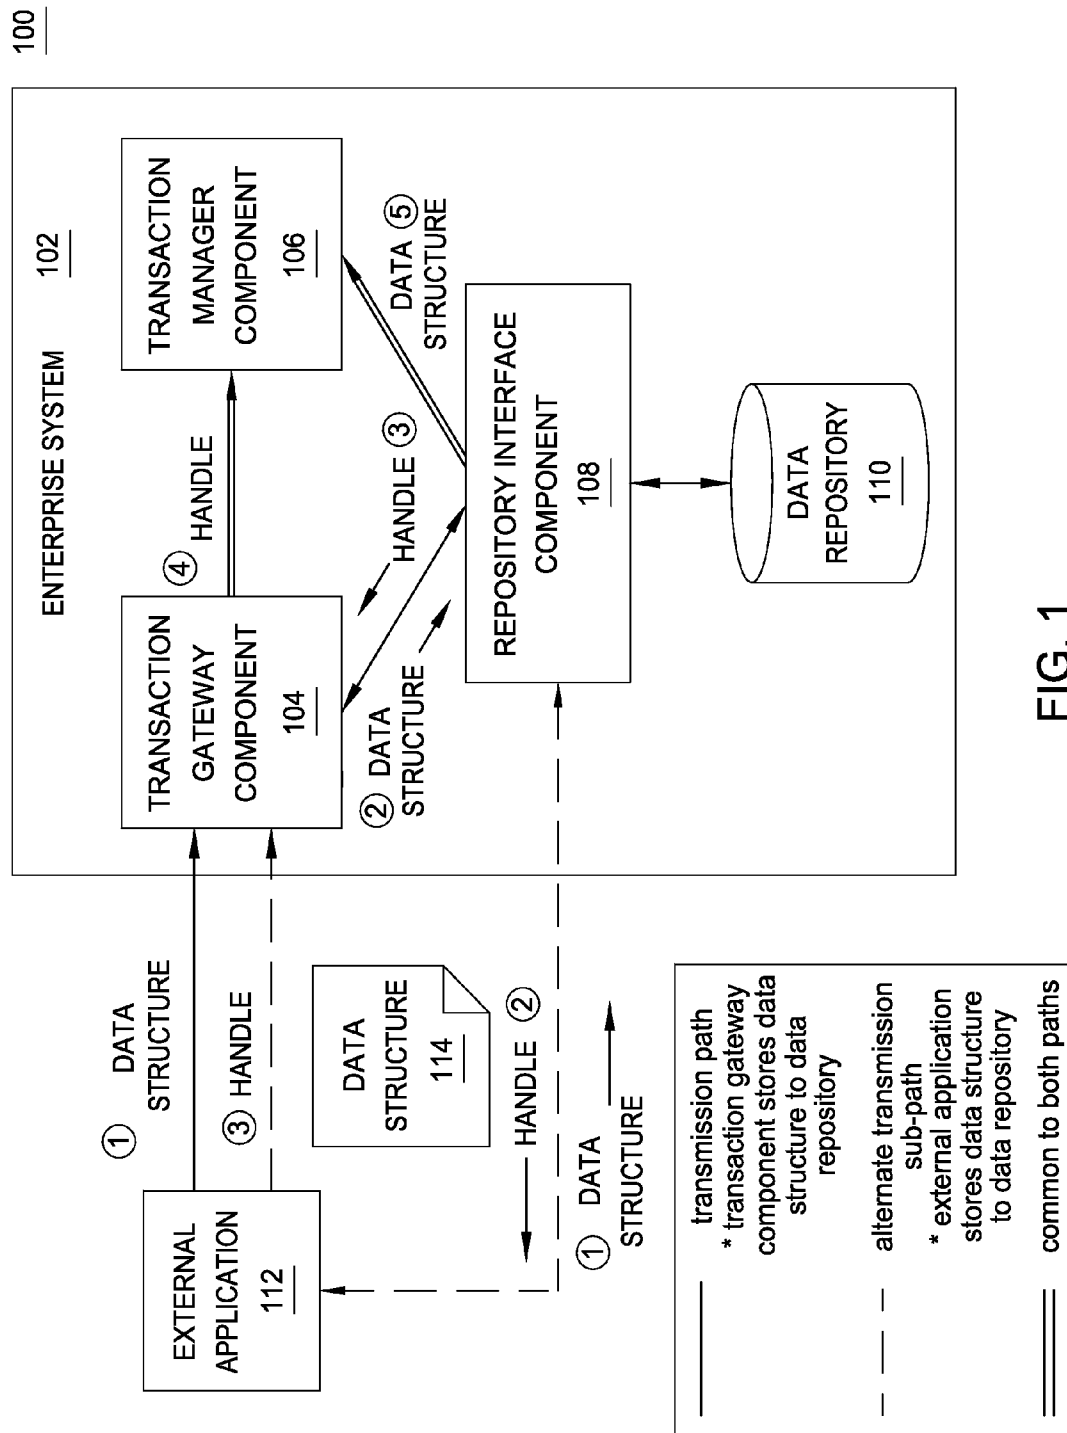 100
ENTERPRISE SYSTEM
102
TRANSACTION
GATEWAY
COMPONENT
104
TRANSACTION
MANAGER
COMPONENT
106
④
HANDLE
① DATA
STRUCTURE
③ HANDLE
EXTERNAL
APPLICATION
112
DATA
STRUCTURE
114
② DATA
STRUCTURE
HANDLE ③
DATA ⑤
STRUCTURE
HANDLE ②
① DATA
STRUCTURE
REPOSITORY INTERFACE
COMPONENT
108
DATA
REPOSITORY
110
transmission path
* transaction gateway
component stores data
structure to data
repository
alternate transmission
sub-path
* external application
stores data structure
to data repository
common to both paths
FIG. 1